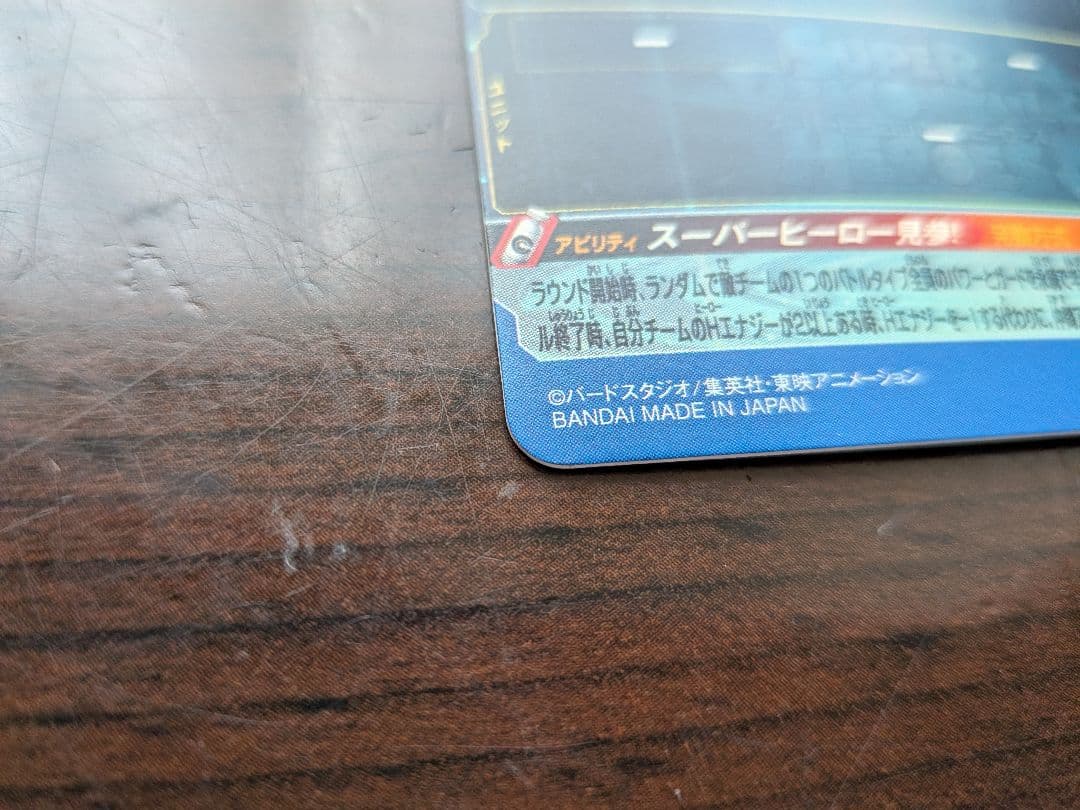 ユニット
アビリティ スーパーヒーロー見参!
ラウンド開始時、ランダムで敵チームの1つのバトルタイプ全員のパワーとガードを
ル終了時、自分チームのHエナジーが2以上ある時、Hエナジーを-1する代わりに、
©バードスタジオ/集英社・東映アニメーション
BANDAI MADE IN JAPAN